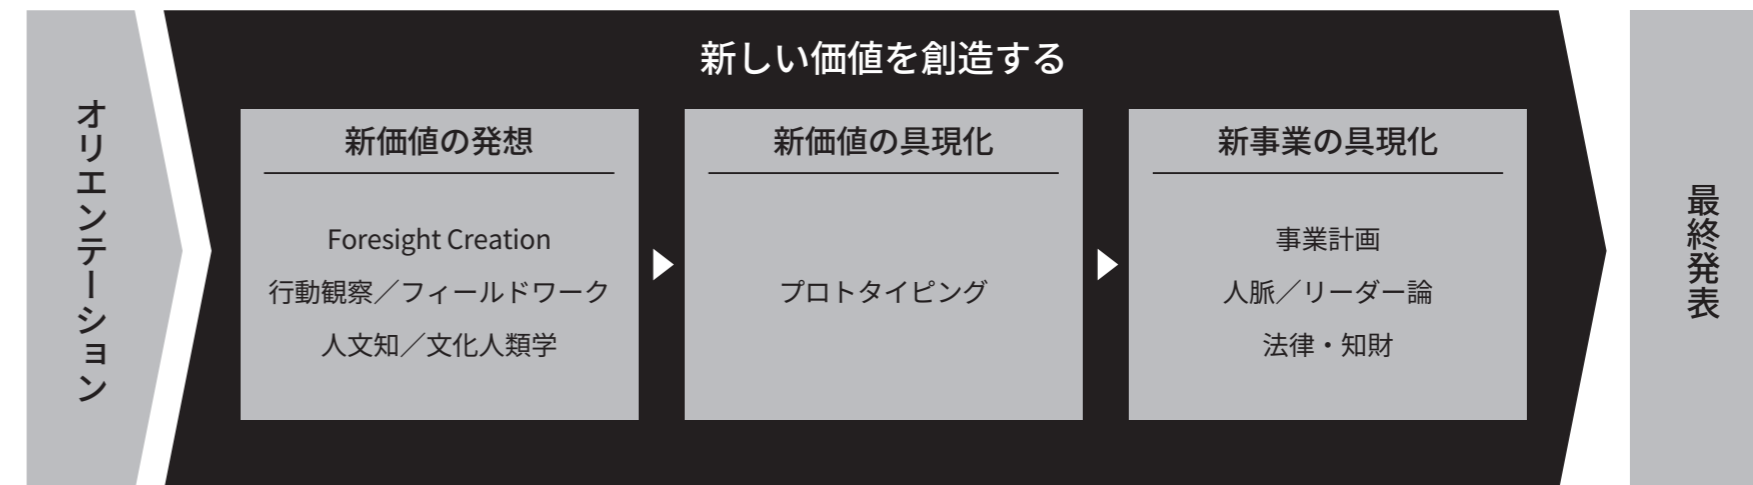 オリエンテーション
新しい価値を創造する
新価値の発想
Foresight Creation
行動観察／フィールドワーク
人文知／文化人類学
新価値の具現化
プロトタイピング
新事業の具現化
事業計画
人脈／リーダー論
法律・知財
最終発表